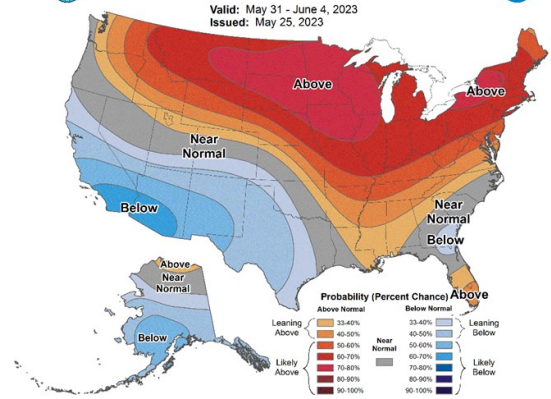 Valid: May 31 - June 4, 2023
Issued: May 25, 2023
Above
Above
Near
Normal
Below
Near
Normal
Below
Above
Above
Near
Normal
Below
Probability (Percent Chance)
Above Normal
Below Normal
Leaning
Above
33-40%
40-50%
Likely
Above
50-60%
60-70%
70-80%
80-90%
90-100%
Near
Normal
33-40%
40-50%
50-60%
60-70%
70-80%
80-90%
90-100%
Leaning
Below
Likely
Below